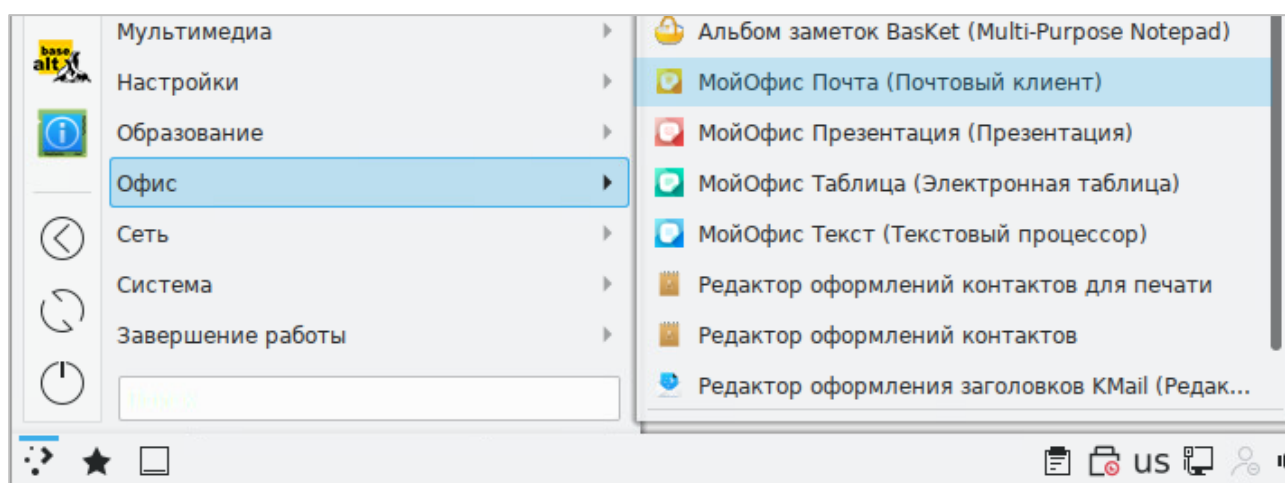 base
alt
Мультимедиа
Настройки
Образование
Офис
Сеть
Система
Завершение работы
Альбом заметок BasKet (Multi-Purpose Notepad)
МойОфис Почта (Почтовый клиент)
МойОфис Презентация (Презентация)
МойОфис Таблица (Электронная таблица)
МойОфис Текст (Текстовый процессор)
Редактор оформлений контактов для печати
Редактор оформлений контактов
Редактор оформления заголовков KMail (Редак...
us